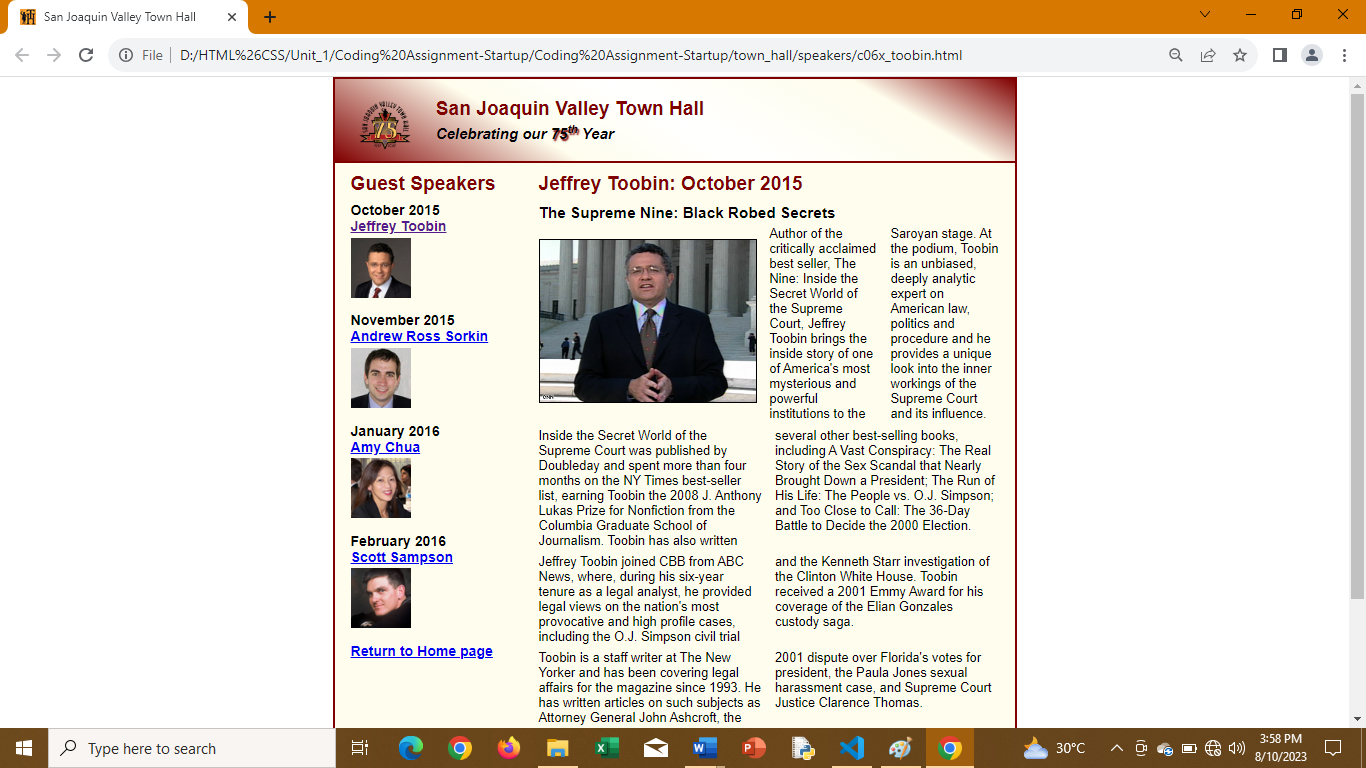 San Joaquin Valley Town Hall
File
D:/HTML%26CSS/Unit_1/Coding%20Assignment-Startup/Coding%20Assignment-Startup/town_hall/speakers/c06x_toobin.html
75
San Joaquin Valley Town Hall
Celebrating our 75th Year
Guest Speakers
October 2015
Jeffrey Toobin
November 2015
Andrew Ross Sorkin
January 2016
Amy Chua
February 2016
Scott Sampson
Return to Home page
Jeffrey Toobin: October 2015
The Supreme Nine: Black Robed Secrets
Author of the
critically acclaimed
best seller, The
Nine: Inside the
Secret World of
the Supreme
Court, Jeffrey
Toobin brings the
inside story of one
of America's most
mysterious and
powerful
institutions to the
Saroyan stage. At
the podium, Toobin
is an unbiased,
deeply analytic
expert on
American law,
politics and
procedure and he
provides a unique
look into the inner
workings of the
Supreme Court
and its influence.
Inside the Secret World of the
Supreme Court was published by
Doubleday and spent more than four
months on the NY Times best-seller
list, earning Toobin the 2008 J. Anthony
Lukas Prize for Nonfiction from the
Columbia Graduate School of
Journalism. Toobin has also written
several other best-selling books,
including A Vast Conspiracy: The Real
Story of the Sex Scandal that Nearly
Brought Down a President; The Run of
His Life: The People vs. O.J. Simpson;
and Too Close to Call: The 36-Day
Battle to Decide the 2000 Election.
Jeffrey Toobin joined CBB from ABC
News, where, during his six-year
tenure as a legal analyst, he provided
legal views on the nation's most
provocative and high profile cases,
including the O.J. Simpson civil trial
and the Kenneth Starr investigation of
the Clinton White House. Toobin
received a 2001 Emmy Award for his
coverage of the Elian Gonzales
custody saga.
Toobin is a staff writer at The New
Yorker and has been covering legal
affairs for the magazine since 1993. He
has written articles on such subjects as
Attorney General John Ashcroft, the
2001 dispute over Florida's votes for
president, the Paula Jones sexual
harassment case, and Supreme Court
Justice Clarence Thomas.
Type here to search
30°C
3:58 PM
8/10/2023